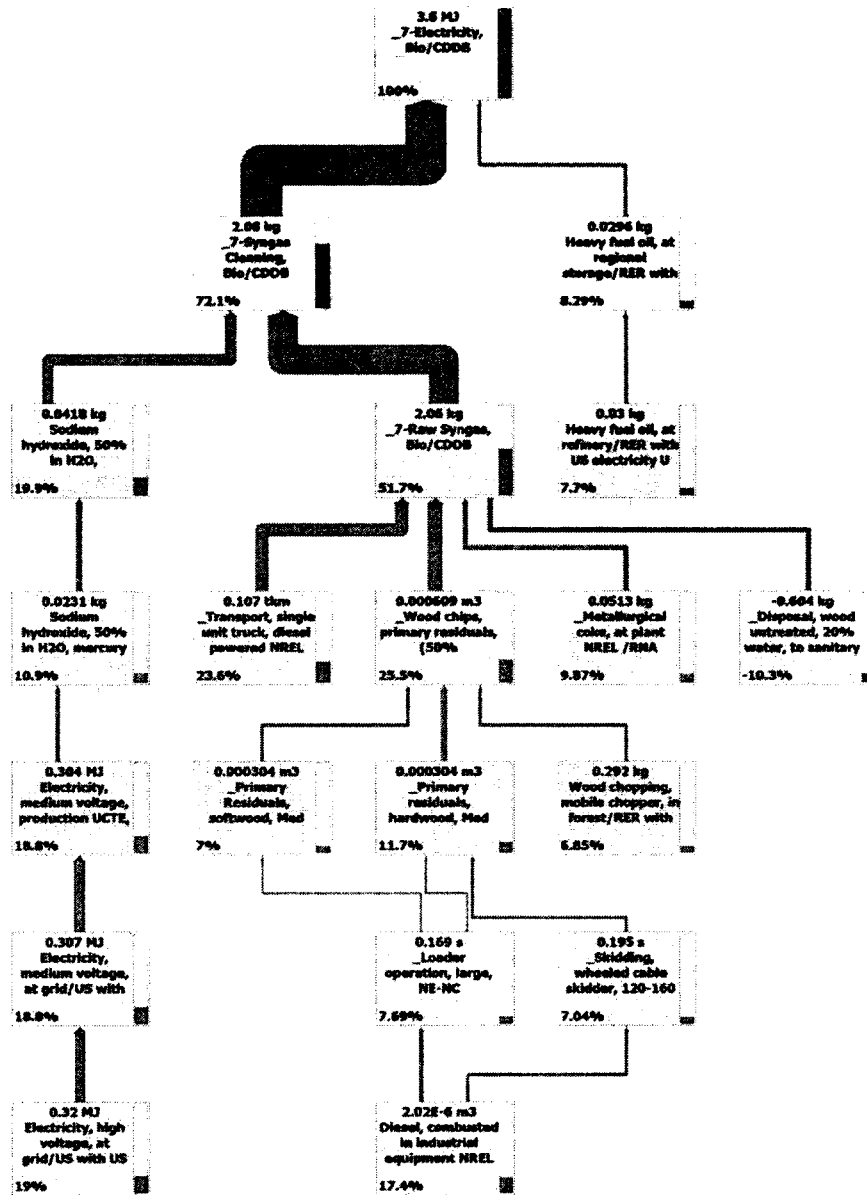 3.6 MJ
_7-Electricity,
Bio/CDDB
100%
2.06 kg
_7-Syngas
Cleaning,
Bio/CDDB
72.1%
0.0296 kg
Heavy fuel oil, at
regional
storage/RER with
8.29%
0.0418 kg
Sodium
hydroxide, 50%
in H2O,
19.9%
2.06 kg
_7-Raw Syngas,
Bio/CDDB
51.7%
0.03 kg
Heavy fuel oil, at
refinery/RER with
US electricity U
7.7%
0.0231 kg
Sodium
hydroxide, 50%
in H2O, mercury
10.9%
0.107 tkm
_Transport, single
unit truck, diesel
powered NREL
23.6%
0.000609 m3
_Wood chips,
primary residuals,
(50%
25.5%
0.0513 kg
_Metallurgical
coke, at plant
NREL /RNA
9.87%
-0.604 kg
_Disposal, wood
untreated, 20%
water, to sanitary
-10.3%
0.304 MJ
Electricity,
medium voltage,
production UCTE,
18.8%
0.000304 m3
_Primary
Residuals,
softwood, Med
7%
0.000304 m3
_Primary
residuals,
hardwood, Med
11.7%
0.292 kg
Wood chopping,
mobile chopper, in
forest/RER with
6.85%
0.307 MJ
Electricity,
medium voltage,
at grid/US with
18.8%
0.169 s
_Loader
operation, large,
NE-NC
7.69%
0.195 s
_Skidding,
wheeled cable
skidder, 120-160
7.04%
0.32 MJ
Electricity, high
voltage, at
grid/US with US
19%
2.02E-6 m3
Diesel, combusted
in industrial
equipment NREL
17.4%